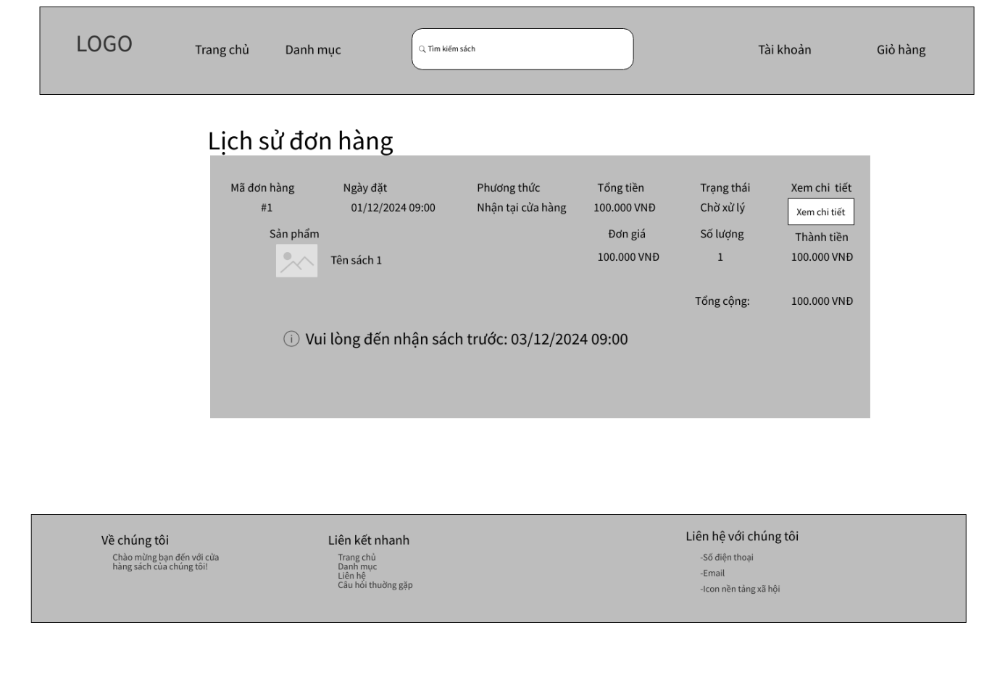 LOGO
Trang chủ
Danh mục
Tìm kiếm sách
Tài khoản
Giỏ hàng
Lịch sử đơn hàng
Mã đơn hàng
Ngày đặt
Phương thức
Tổng tiền
Trạng thái
Xem chi tiết
#1
01/12/2024 09:00
Nhận tại cửa hàng
100.000 VNĐ
Chờ xử lý
Xem chi tiết
Sản phẩm
Đơn giá
Số lượng
Thành tiền
Tên sách 1
100.000 VNĐ
1
100.000 VNĐ
Tổng cộng:
100.000 VNĐ
Vui lòng đến nhận sách trước: 03/12/2024 09:00
Về chúng tôi
Chào mừng bạn đến với cửa
hàng sách của chúng tôi!
Liên kết nhanh
Trang chủ
Danh mục
Liên hệ
Câu hỏi thường gặp
Liên hệ với chúng tôi
-Số điện thoại
-Email
-Icon nền tảng xã hội